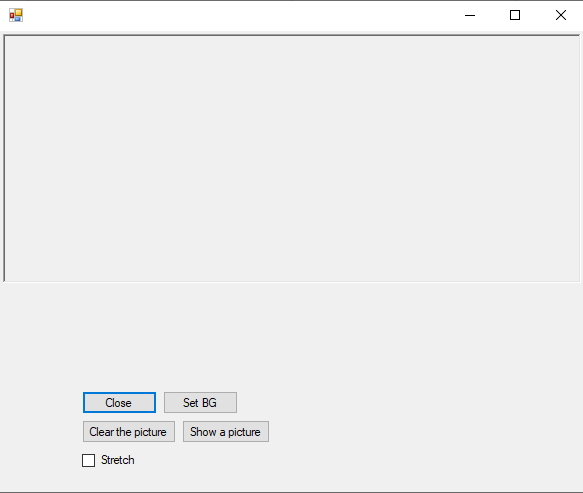 Close Set BG
Clear the picture Show a picture
Stretch